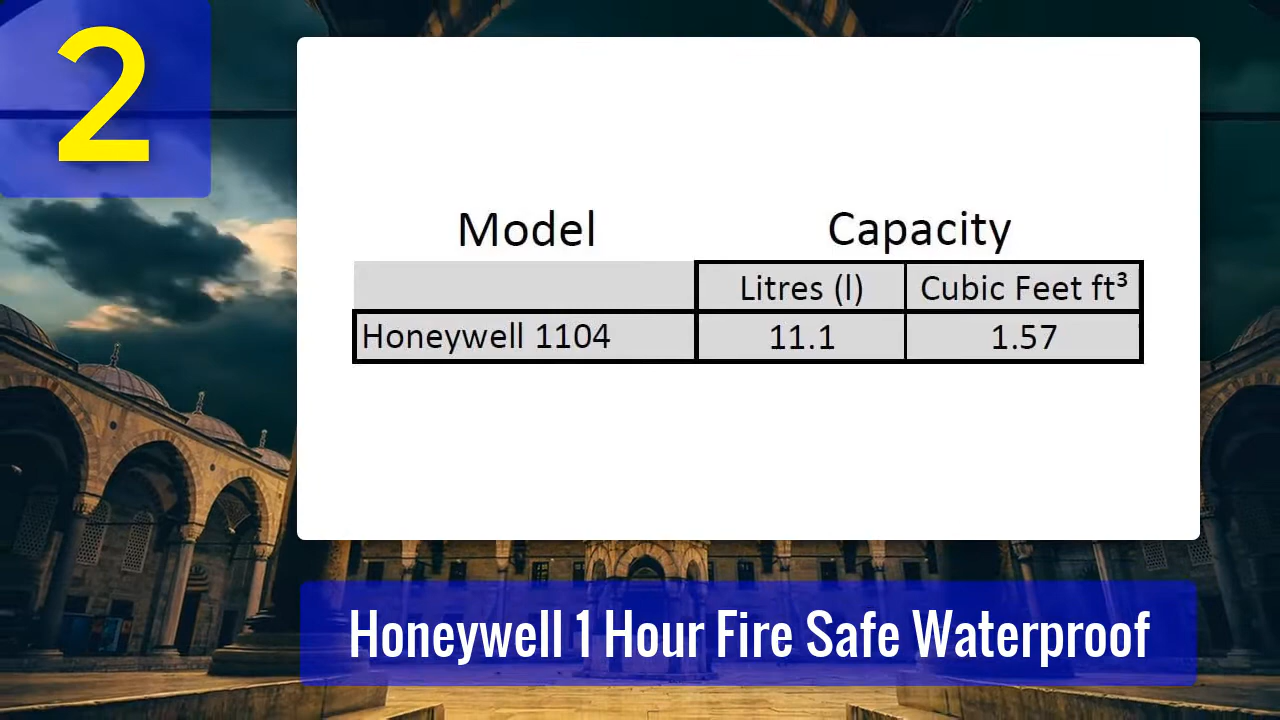 2
Model Capacity
Litres (l) Cubic Feet ft³
Honeywell 1104 11.1 1.57
Honeywell 1 Hour Fire Safe Waterproof